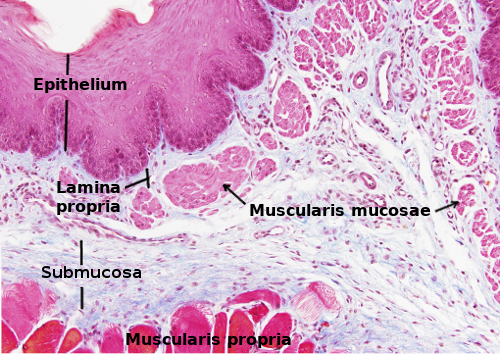 Epithelium
Lamina
propria
Muscularis mucosae
Submucosa
Muscularis propria